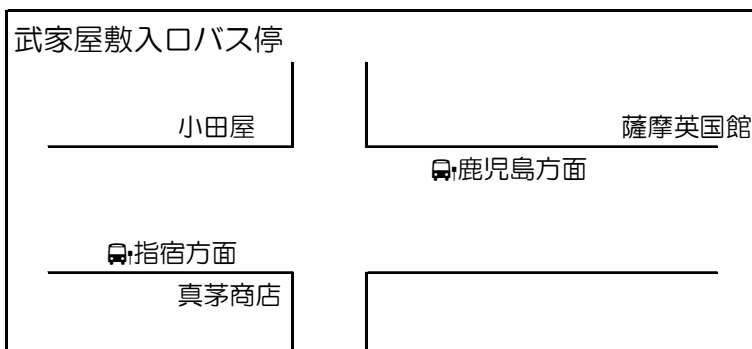 武家屋敷入口バス停
小田屋
薩摩英国館
鹿児島方面
指宿方面
真茅商店